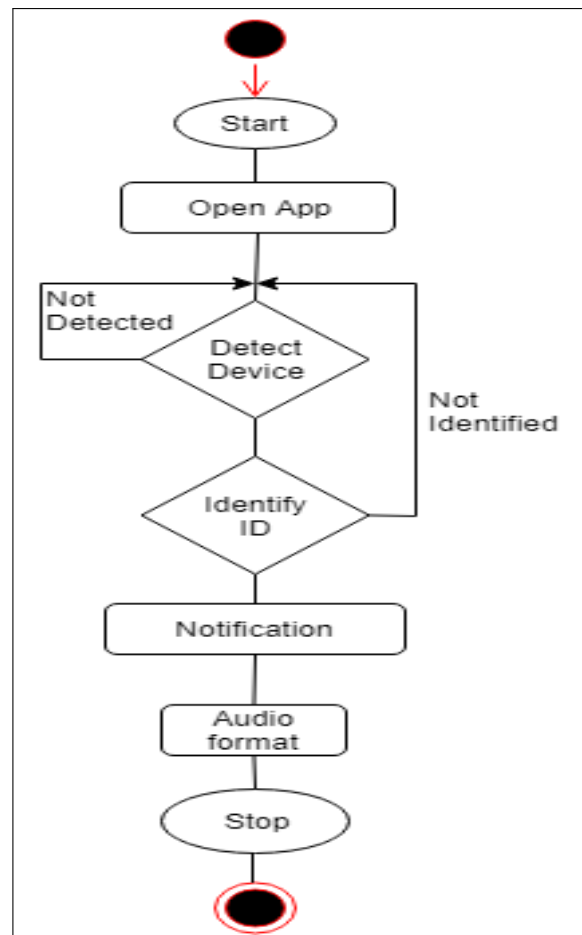 Start
Open App
Not
Detected
Detect
Device
Not
Identified
Identify
ID
Notification
Audio
format
Stop